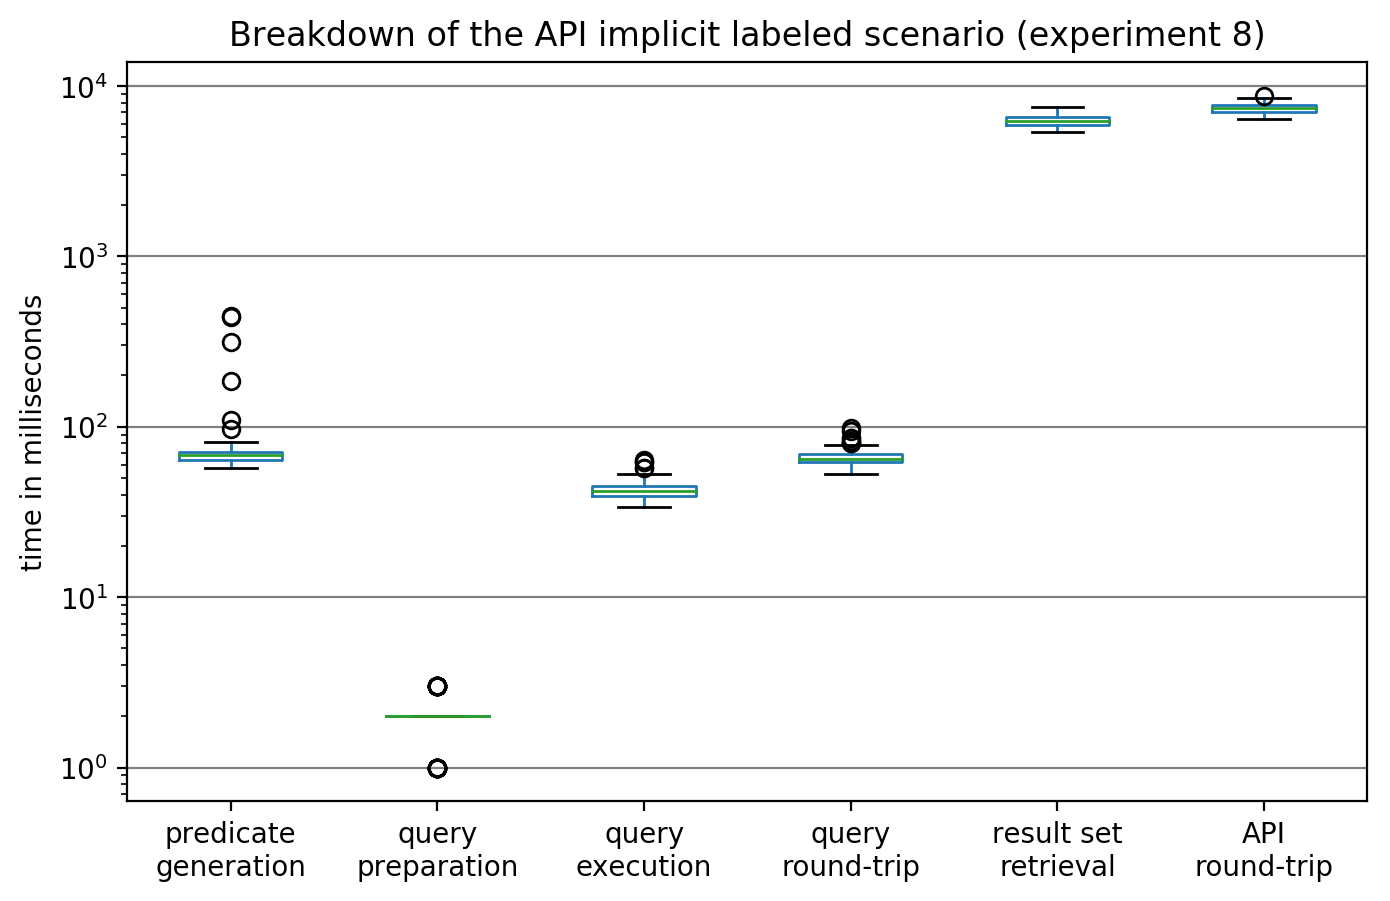 Breakdown of the API implicit labeled scenario (experiment 8)
time in milliseconds
10⁴
10³
10²
10¹
10⁰
predicate generation
query preparation
query execution
query round-trip
result set retrieval
API round-trip